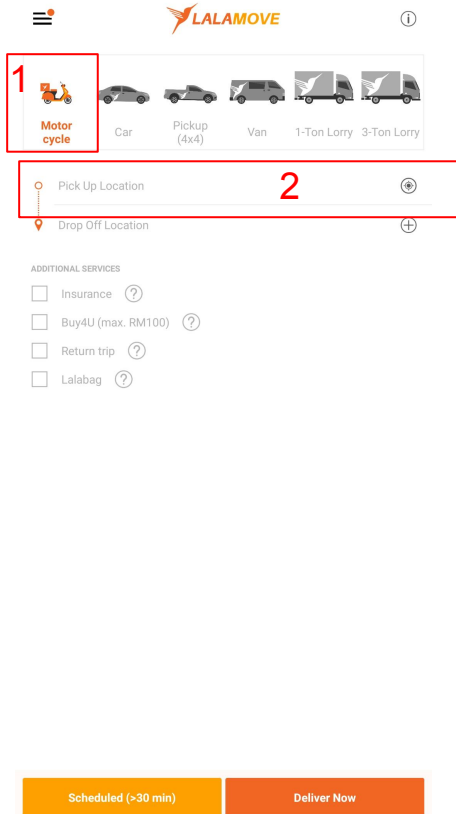 LALAMOVE
1
Motor
cycle
Car
Pickup
(4x4)
Van
1-Ton Lorry
3-Ton Lorry
Pick Up Location
2
Drop Off Location
ADDITIONAL SERVICES
Insurance ?
Buy4U (max. RM100) ?
Return trip ?
Lalabag ?
Scheduled (>30 min)
Deliver Now